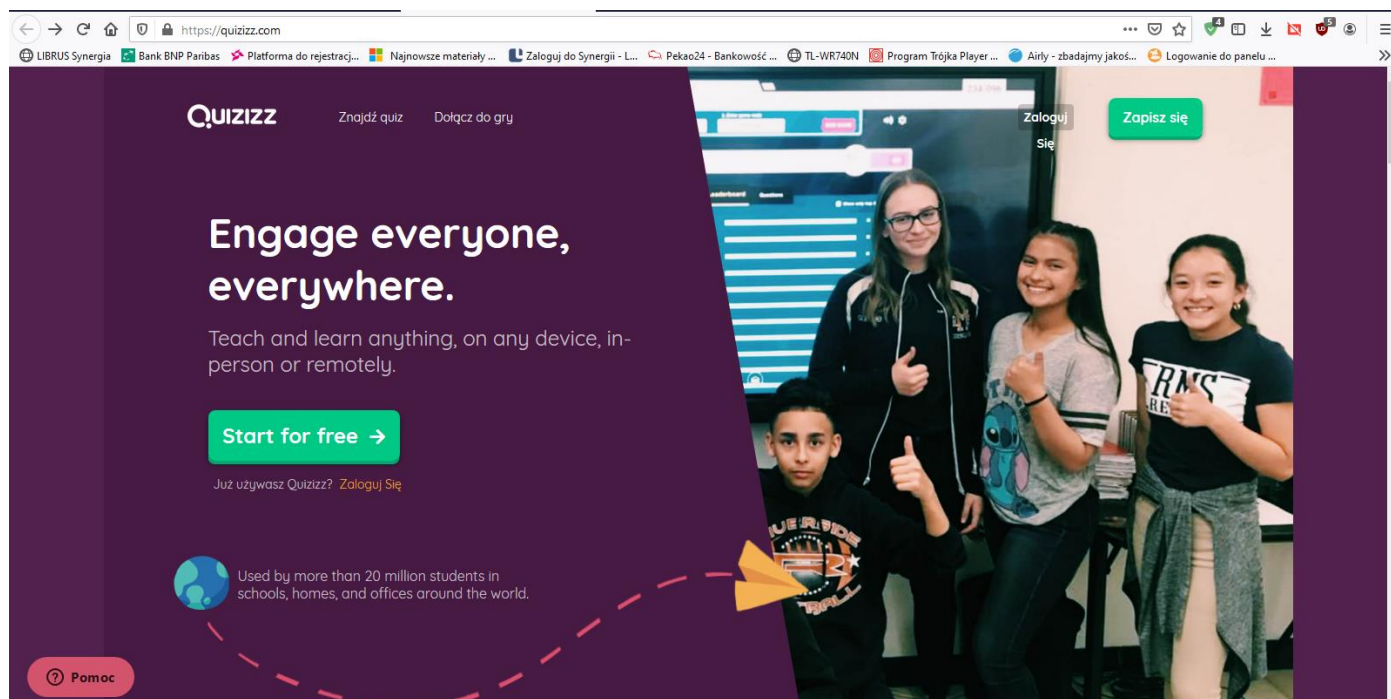 https://quizizz.com
LIBRUS Synergia Bank BNP Paribas Platforma do rejestracj... Najnowsze materiały ... Zaloguj do Synergii - L... Pekao24 - Bankowość ... TL-WR740N Program Trójka Player ... Airly - zbadajmy jakoś... Logowanie do panelu ...
QUIZIZZ Znajdź quiz Dołącz do gry Zaloguj Się Zapisz się
Engage everyone,
everywhere.
Teach and learn anything, on any device, in-
person or remotely.
Start for free →
Już używasz Quizizz? Zaloguj Się
Used by more than 20 million students in
schools, homes, and offices around the world.
Pomoc
RMS